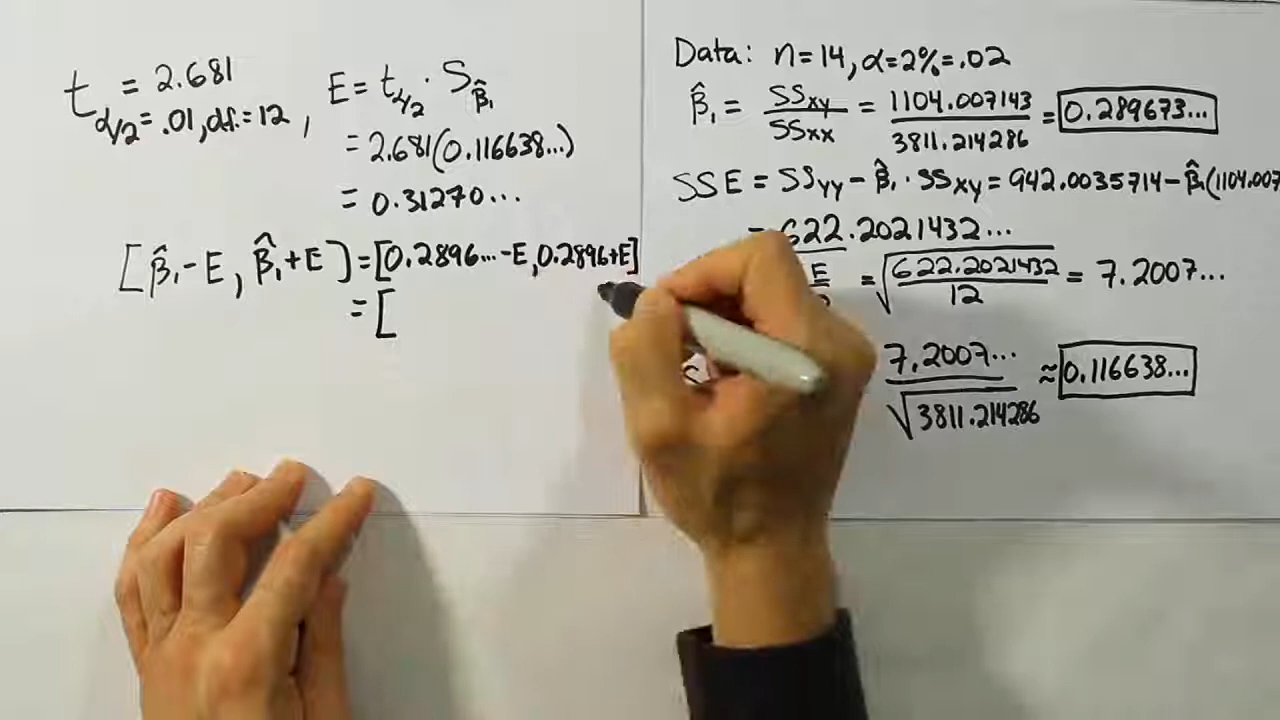 t α/2 = .01, d.f. = 12 = 2.681 ,
E = t α/2 · S β̂₁
= 2.681(0.116638...)
= 0.31270...
[β̂₁ - E, β̂₁ + E] = [0.2896... - E, 0.2896 + E]
= [
Data: n = 14, α = 2% = .02
β̂₁ = SSxy / SSxx = 1104.007143 / 3811.214286 = 0.289673...
SSE = SSyy - β̂₁ · SSxy = 942.0035714 - β̂₁(1104.007
= 622.2021432...
E = √(622.2021432 / 12) = 7.2007...
7.2007... / √3811.214286 ≈ 0.116638...